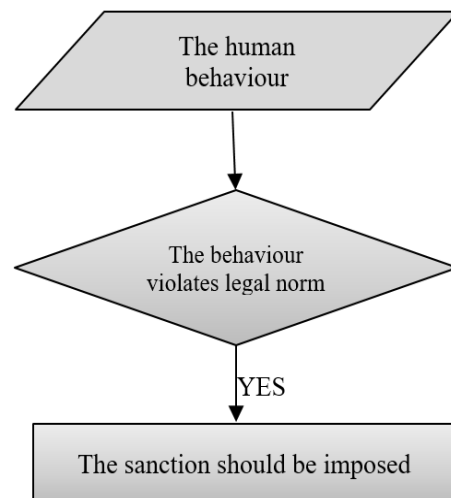 The human
behaviour
The behaviour
violates legal norm
YES
The sanction should be imposed